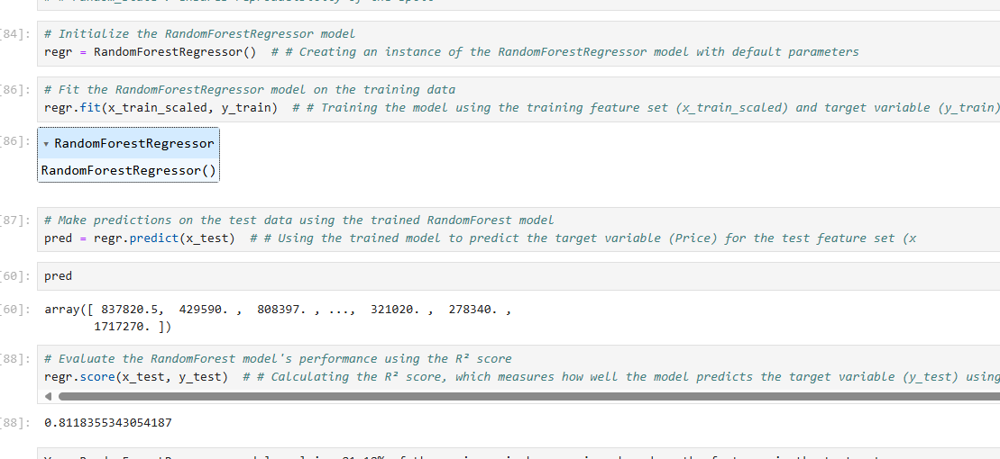 [84]:
# Initialize the RandomForestRegressor model
regr = RandomForestRegressor()  # # Creating an instance of the RandomForestRegressor model with default parameters
[86]:
# Fit the RandomForestRegressor model on the training data
regr.fit(x_train_scaled, y_train)  # # Training the model using the training feature set (x_train_scaled) and target variable (y_train)
[86]:
▾ RandomForestRegressor
RandomForestRegressor()
[87]:
# Make predictions on the test data using the trained RandomForest model
pred = regr.predict(x_test)  # # Using the trained model to predict the target variable (Price) for the test feature set (x
[60]:
pred
[60]:
array([ 837820.5,  429590. ,  808397. , ...,  321020. ,  278340. ,
1717270. ])
[88]:
# Evaluate the RandomForest model's performance using the R² score
regr.score(x_test, y_test)  # # Calculating the R² score, which measures how well the model predicts the target variable (y_test) using
[88]:
0.8118355343054187